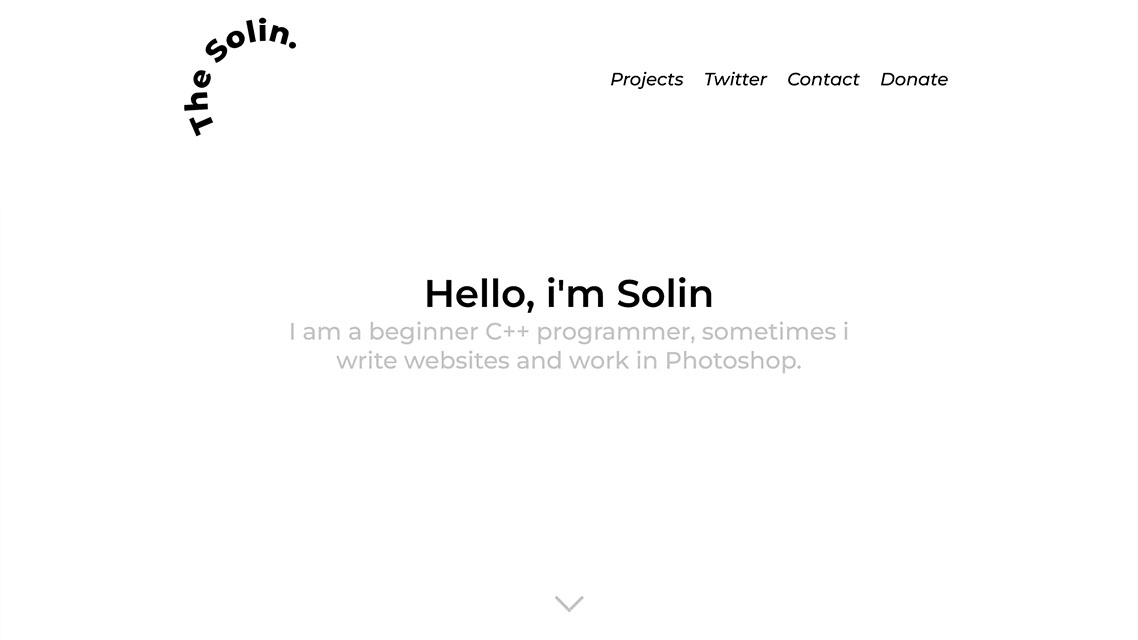 The Solin.
Projects Twitter Contact Donate
Hello, i'm Solin
I am a beginner C++ programmer, sometimes i
write websites and work in Photoshop.